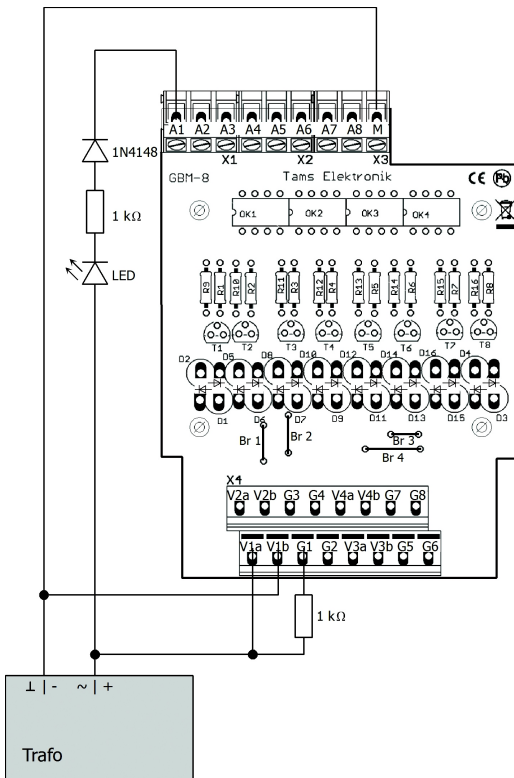 A1 A2 A3 A4 A5 A6 A7 A8 M
X1 X2 X3
1N4148
GBM-8 Tams Elektronik CE Pb
1 kΩ
OK1 OK2 OK3 OK4
LED
R9 R1 R10 R2 R11 R3 R12 R4 R13 R5 R14 R6 R15 R7 R16 R8
T1 T2 T3 T4 T5 T6 T7 T8
D2 D5 D8 D10 D12 D14 D16 D4
D1 D6 D7 D9 D11 D13 D15 D3
Br 1 Br 2 Br 3
Br 4
X4
V2a V2b G3 G4 V4a V4b G7 G8
V1a V1b G1 G2 V3a V3b G5 G6
1 kΩ
⊥ | - ~ | +
Trafo